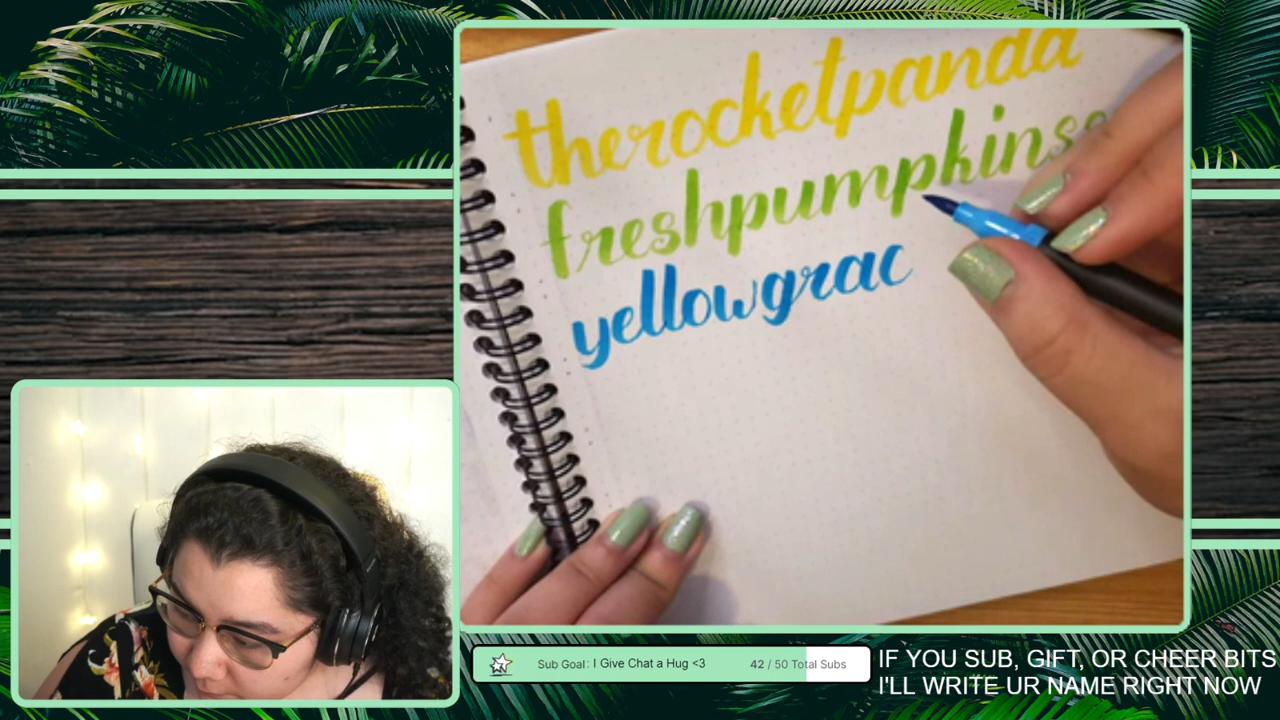 therocketpanda
freshpumpkinse
yellowgrac
Sub Goal: I Give Chat a Hug <3 42 / 50 Total Subs
IF YOU SUB, GIFT, OR CHEER BITS
I'LL WRITE UR NAME RIGHT NOW